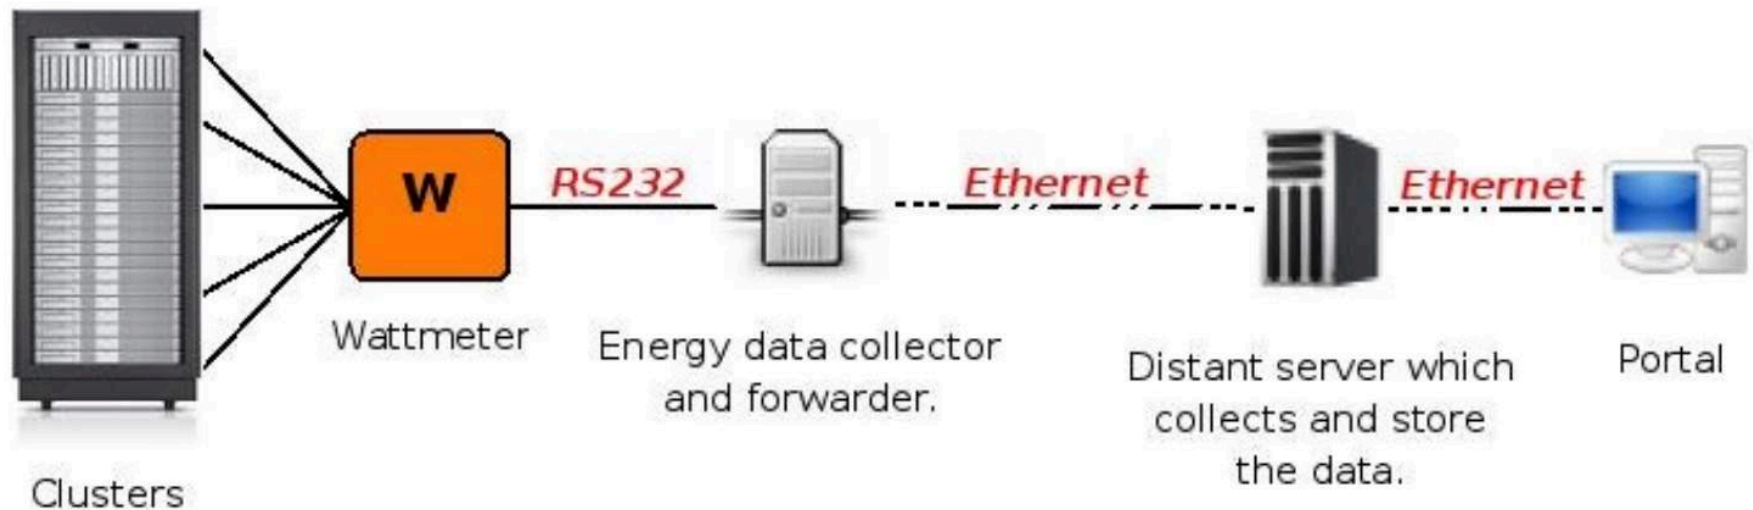 W
RS232
Ethernet
Ethernet
Wattmeter
Energy data collector
and forwarder.
Distant server which
collects and store
the data.
Portal
Clusters